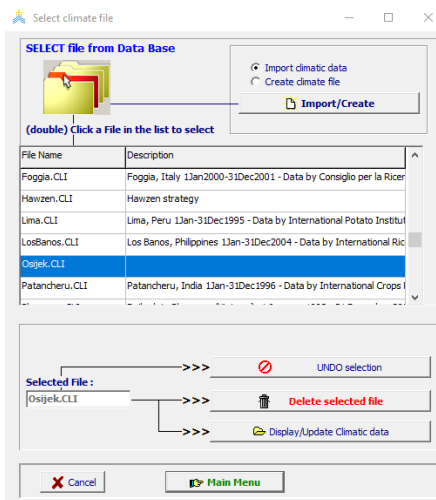 Select climate file
SELECT file from Data Base
Import climatic data
Create climate file
Import/Create
(double) Click a File in the list to select
File Name Description
Foggia.CLI Foggia, Italy 1Jan2000-31Dec2001 - Data by Consiglio per la Ricer
Hawzen.CLI Hawzen strategy
Lima.CLI Lima, Peru 1Jan-31Dec1995 - Data by International Potato Institut
LosBanos.CLI Los Banos, Philippines 1Jan-31Dec2004 - Data by International Ric
Osijek.CLI
Patancheru.CLI Patancheru, India 1Jan-31Dec1996 - Data by International Crops
>>> UNDO selection
Selected File :
Osijek.CLI
>>> Delete selected file
>>> Display/Update Climatic data
Cancel
Main Menu